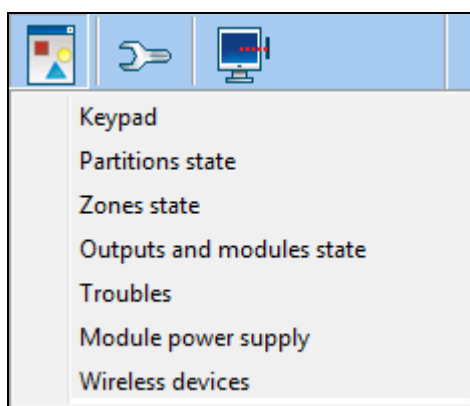 Keypad
Partitions state
Zones state
Outputs and modules state
Troubles
Module power supply
Wireless devices